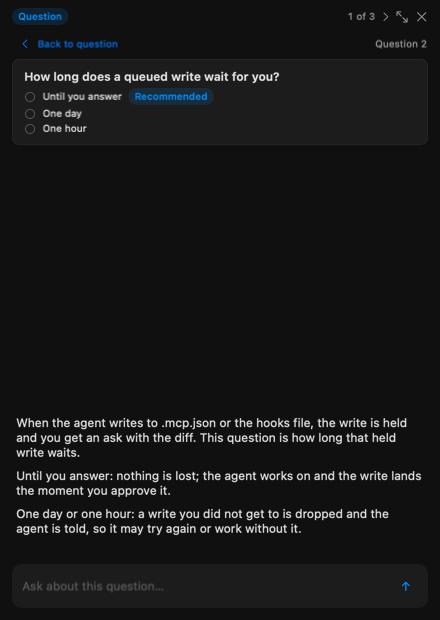 Question
1 of 3
Back to question
Question 2
How long does a queued write wait for you?
Until you answer Recommended
One day
One hour
When the agent writes to .mcp.json or the hooks file, the write is held
and you get an ask with the diff. This question is how long that held
write waits.
Until you answer: nothing is lost; the agent works on and the write lands
the moment you approve it.
One day or one hour: a write you did not get to is dropped and the
agent is told, so it may try again or work without it.
Ask about this question...